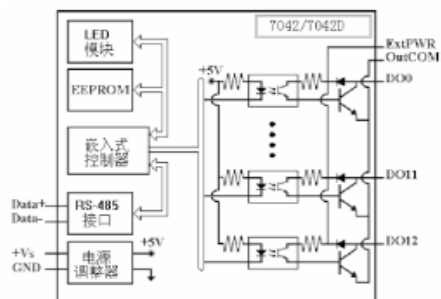 7042/7042D
LED
模块
EEPROM
嵌入式
控制器
RS-485
接口
电源
调整器
Data+
Data-
+Vs
GND
+5V
+5V
ExtPWR
OutCOM
DO0
DO11
DO12